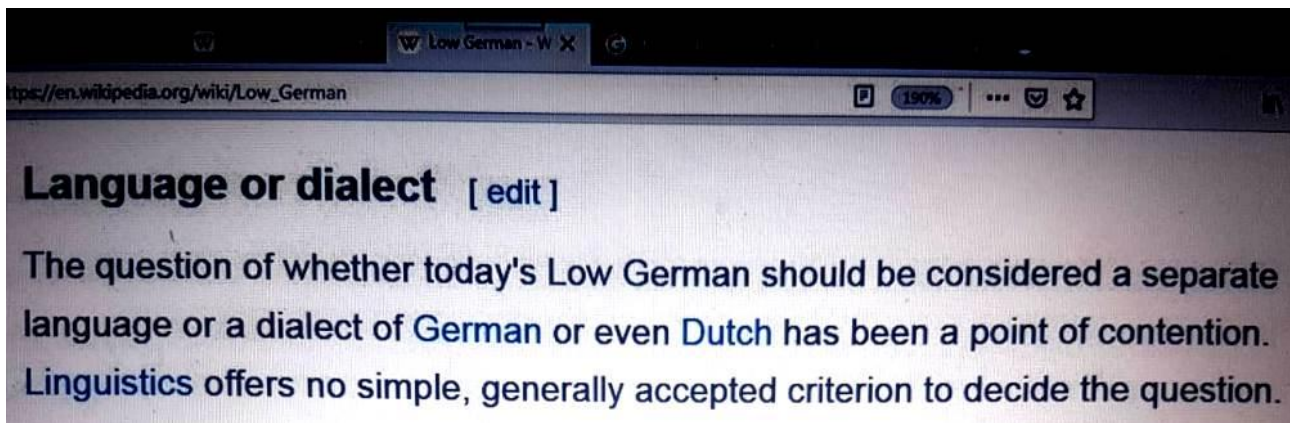 Low German - W
ttps://en.wikipedia.org/wiki/Low_German
190%
Language or dialect [ edit ]
The question of whether today's Low German should be considered a separate
language or a dialect of German or even Dutch has been a point of contention.
Linguistics offers no simple, generally accepted criterion to decide the question.